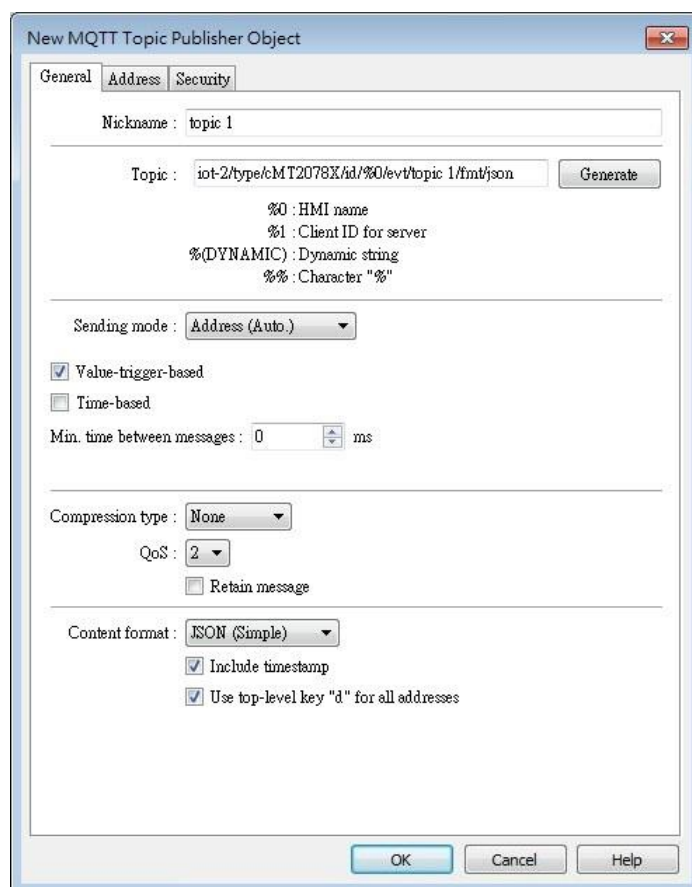 New MQTT Topic Publisher Object
General Address Security
Nickname : topic 1
Topic : iot-2/type/cMT2078X/id/%0/evt/topic 1/fmt/json Generate
%0 : HMI name
%1 : Client ID for server
%(DYNAMIC) : Dynamic string
%% : Character "%"
Sending mode : Address (Auto.)
Value-trigger-based
Time-based
Min. time between messages : 0 ms
Compression type : None
QoS : 2
Retain message
Content format : JSON (Simple)
Include timestamp
Use top-level key "d" for all addresses
OK Cancel Help